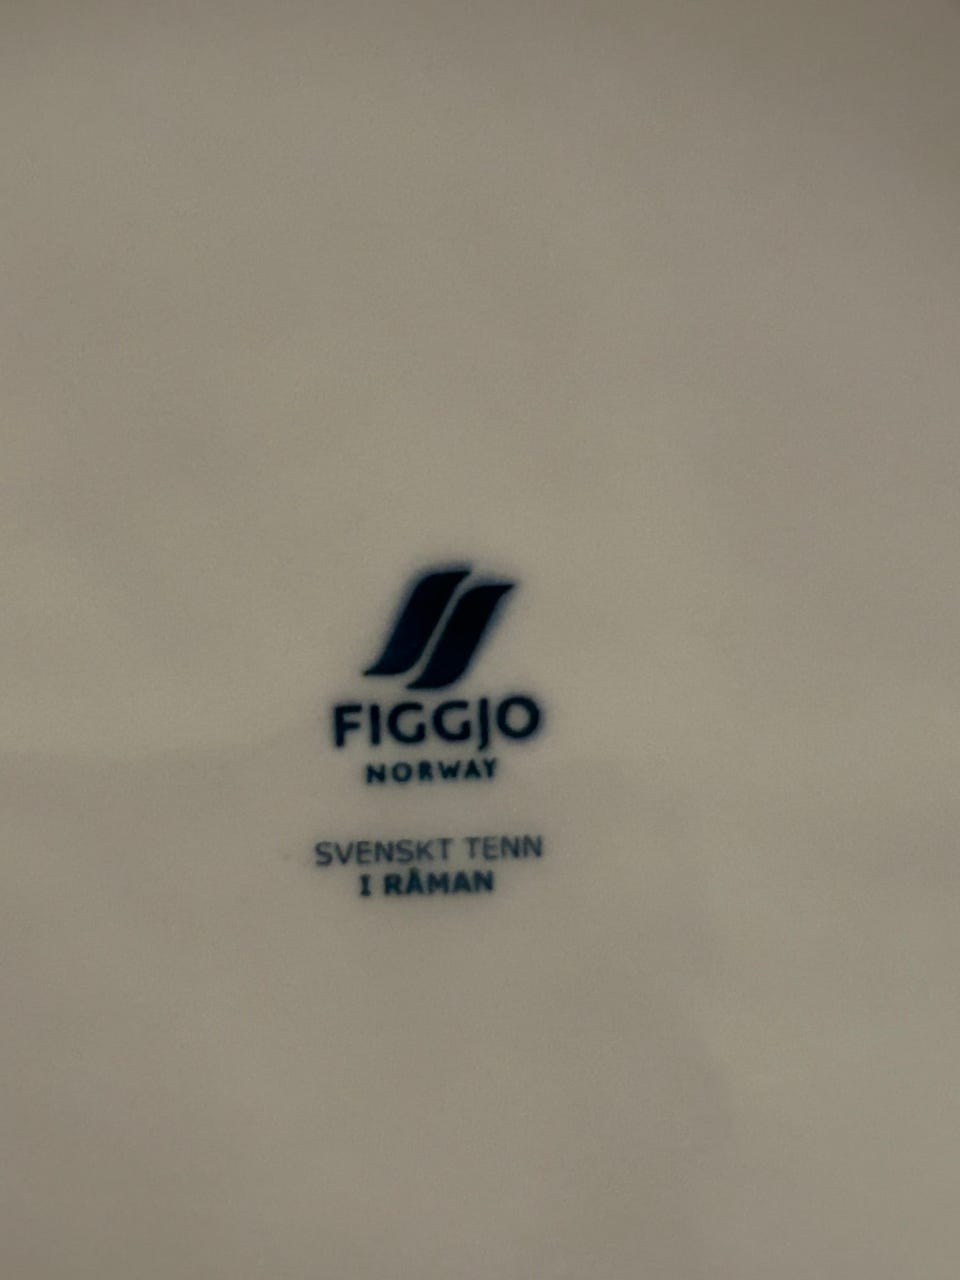 FIGGJO
NORWAY
SVENSKT TENN
I RÅMAN